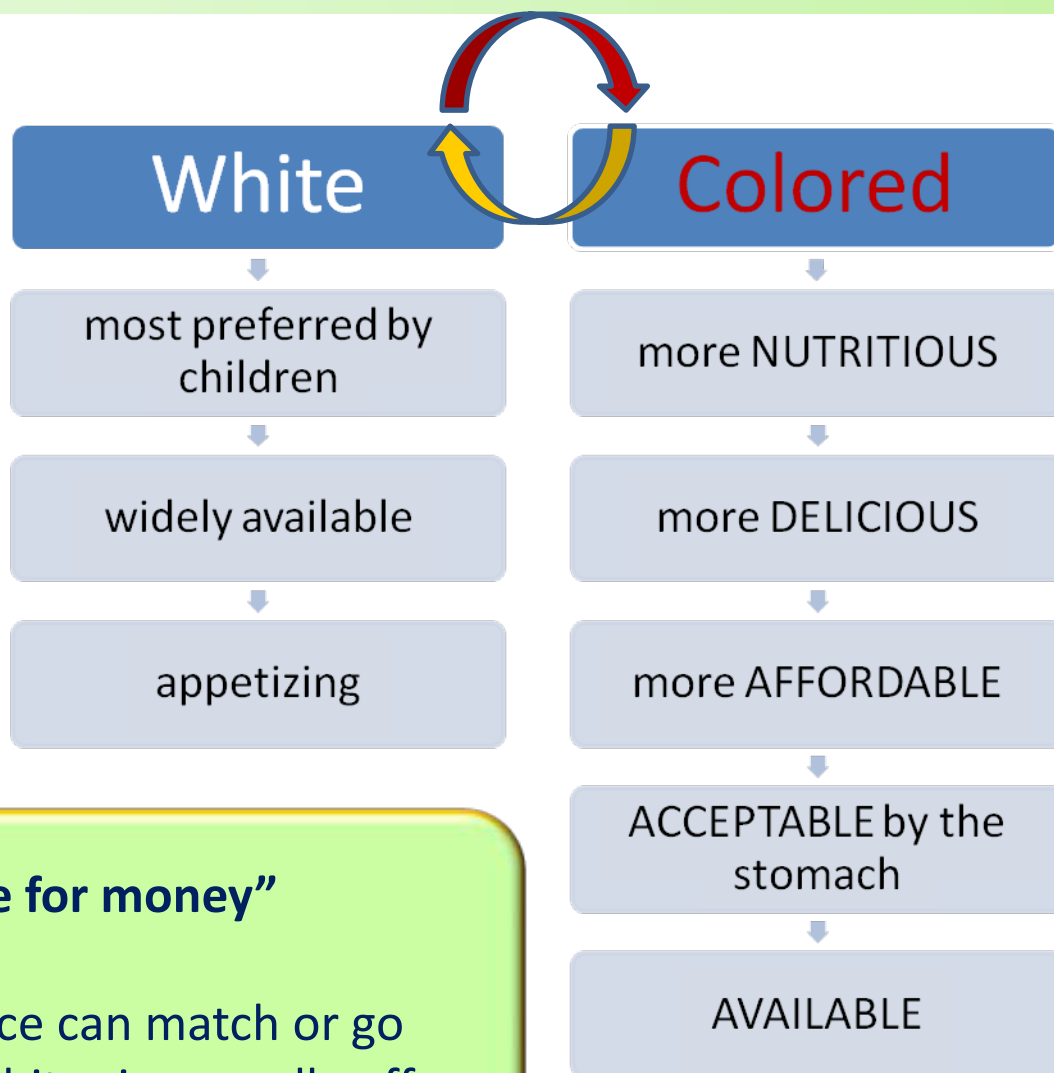 White
most preferred by
children
widely available
appetizing
Colored
more NUTRITIOUS
more DELICIOUS
more AFFORDABLE
ACCEPTABLE by the
stomach
AVAILABLE
for money”
can match or go